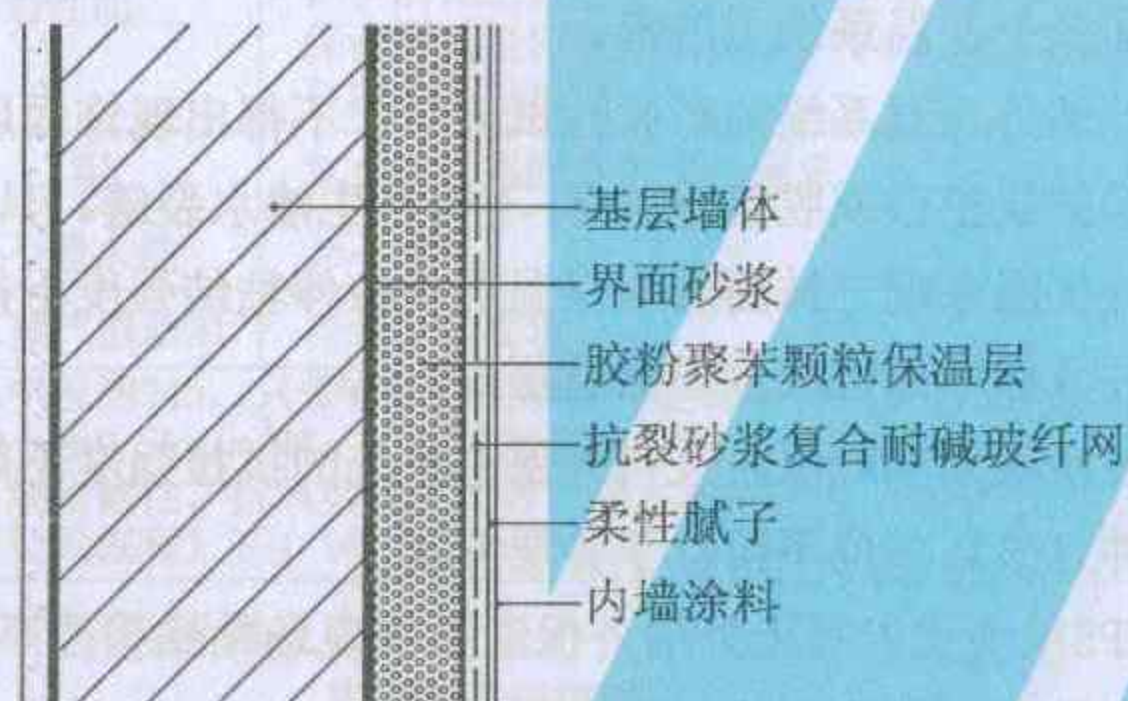 基层墙体
界面砂浆
胶粉聚苯颗粒保温层
抗裂砂浆复合耐碱玻纤网
柔性腻子
内墙涂料